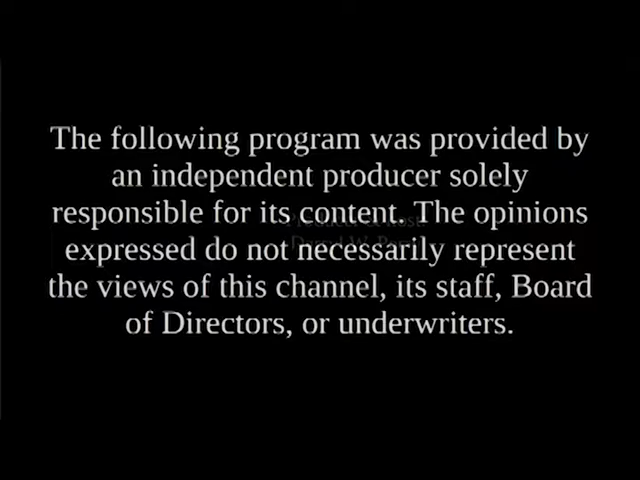 The following program was provided by
an independent producer solely
responsible for its content. The opinions
expressed do not necessarily represent
the views of this channel, its staff, Board
of Directors, or underwriters.